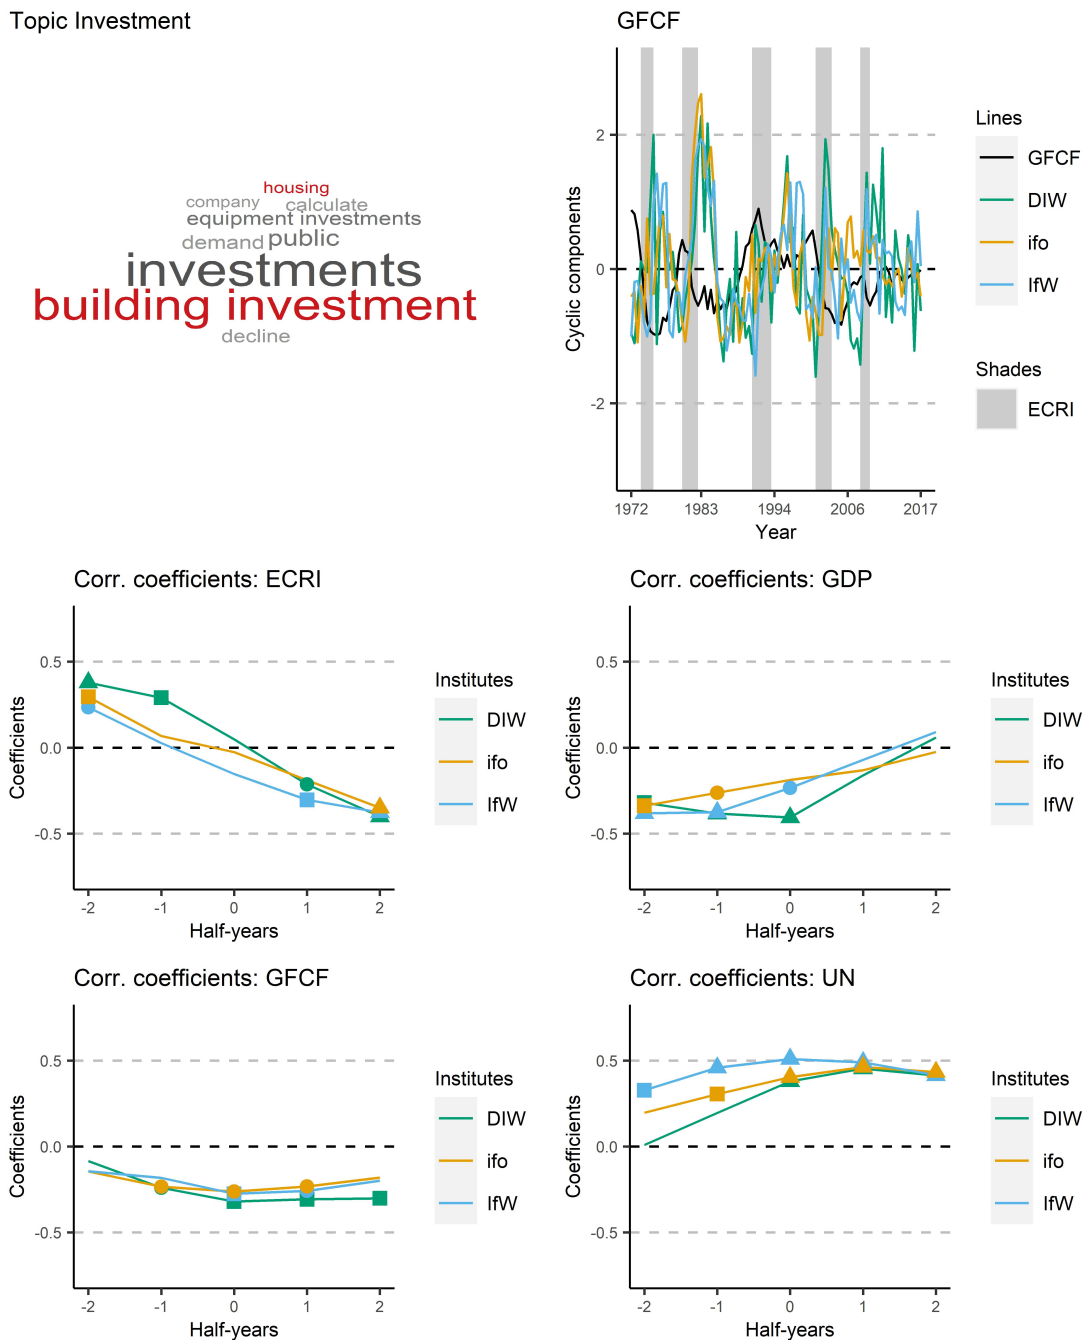 Topic Investment
housing
company calculate
equipment investments
demand public
investments
building investment
decline
GFCF
Cyclic components
2
0
-2
1972 1983 1994 2006 2017
Year
Lines
GFCF
DIW
ifo
IfW
Shades
ECRI
Corr. coefficients: ECRI
Coefficients
0.5
0.0
-0.5
-2 -1 0 1 2
Half-years
Institutes
DIW
ifo
IfW
Corr. coefficients: GDP
Coefficients
0.5
0.0
-0.5
-2 -1 0 1 2
Half-years
Institutes
DIW
ifo
IfW
Corr. coefficients: GFCF
Coefficients
0.5
0.0
-0.5
-2 -1 0 1 2
Half-years
Institutes
DIW
ifo
IfW
Corr. coefficients: UN
Coefficients
0.5
0.0
-0.5
-2 -1 0 1 2
Half-years
Institutes
DIW
ifo
IfW